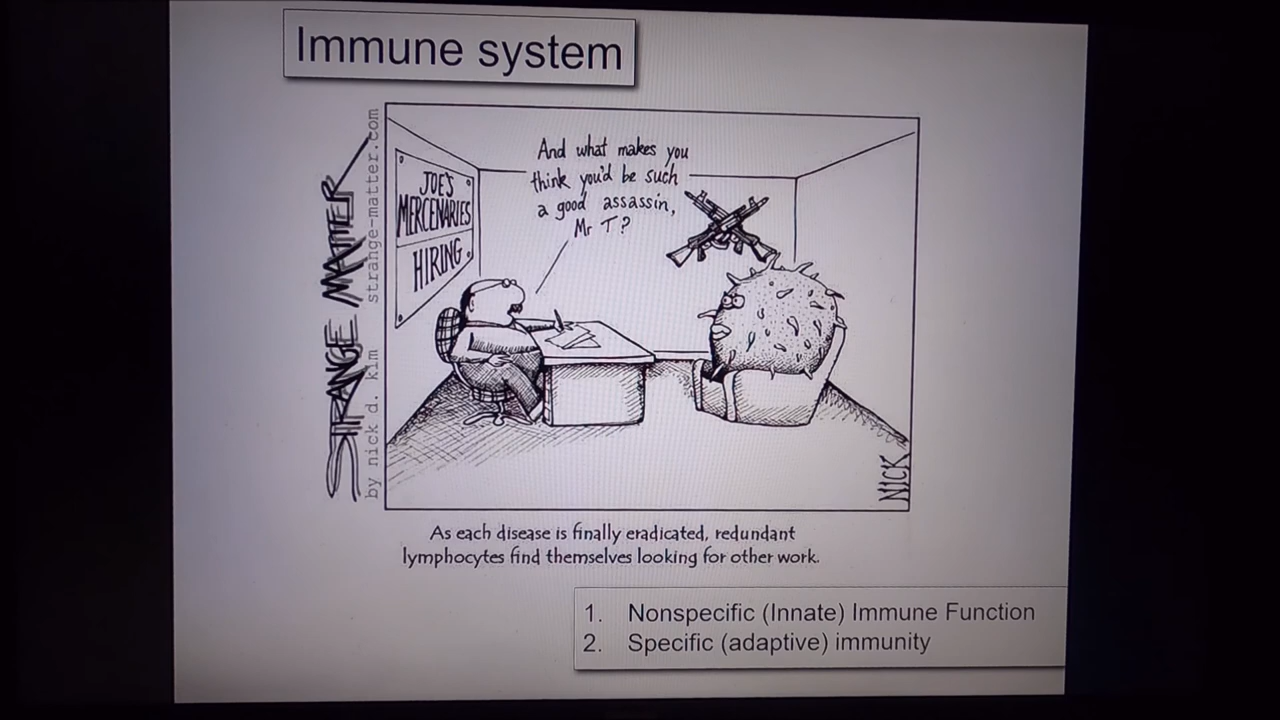 Immune system
STRANGE MATTER
by nick d. kim strange-matter.com
JOE'S
MERCENARIES
HIRING
And what makes you
think you'd be such
a good assassin,
Mr T?
NICK
As each disease is finally eradicated, redundant
lymphocytes find themselves looking for other work.
1. Nonspecific (Innate) Immune Function
2. Specific (adaptive) immunity